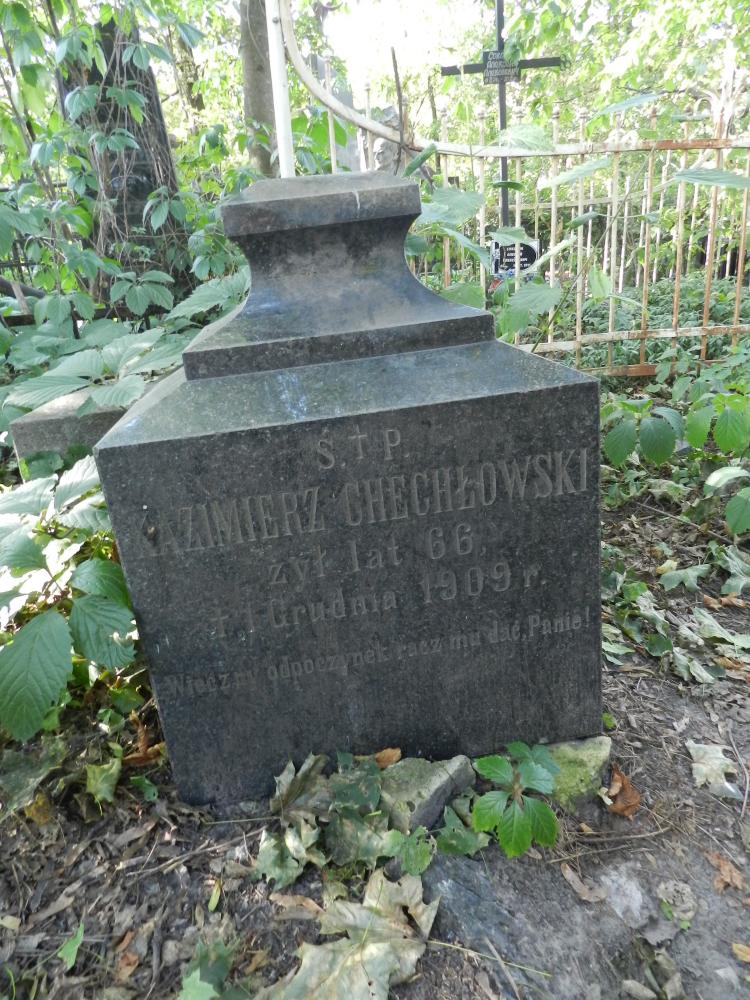 Ś. † P.
KAZIMIERZ CHECHŁOWSKI
żył lat 66,
† 1 Grudnia 1909 r.
Wieczny odpoczynek racz mu dać, Panie!